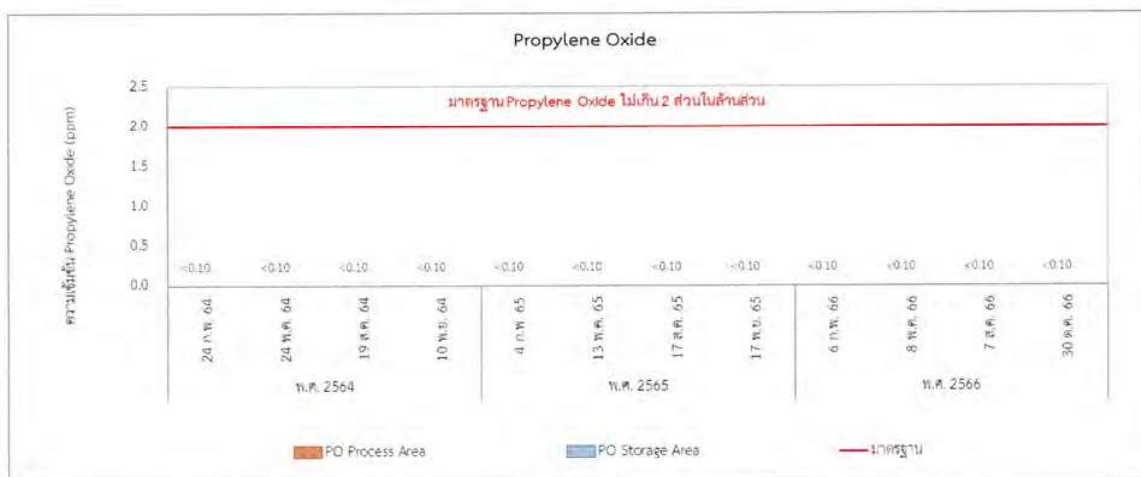 Propylene Oxide
ความเข้มข้น Propylene Oxide (ppm)
2.5
มาตรฐาน Propylene Oxide ไม่เกิน 2 ส่วนในล้านส่วน
2.0
1.5
1.0
0.5
<0.10 <0.10 <0.10 <0.10 <0.10 <0.10 <0.10 <0.10 <0.10 <0.10 <0.10 <0.10
0.0
24 ก.พ. 64 24 พ.ค. 64 19 ส.ค. 64 10 พ.ย. 64 4 ก.พ. 65 13 พ.ค. 65 17 ส.ค. 65 17 พ.ย. 65 6 ก.พ. 66 8 พ.ค. 66 7 ส.ค. 66 30 ต.ค. 66
พ.ศ. 2564 พ.ศ. 2565 พ.ศ. 2566
PO Process Area PO Storage Area มาตรฐาน